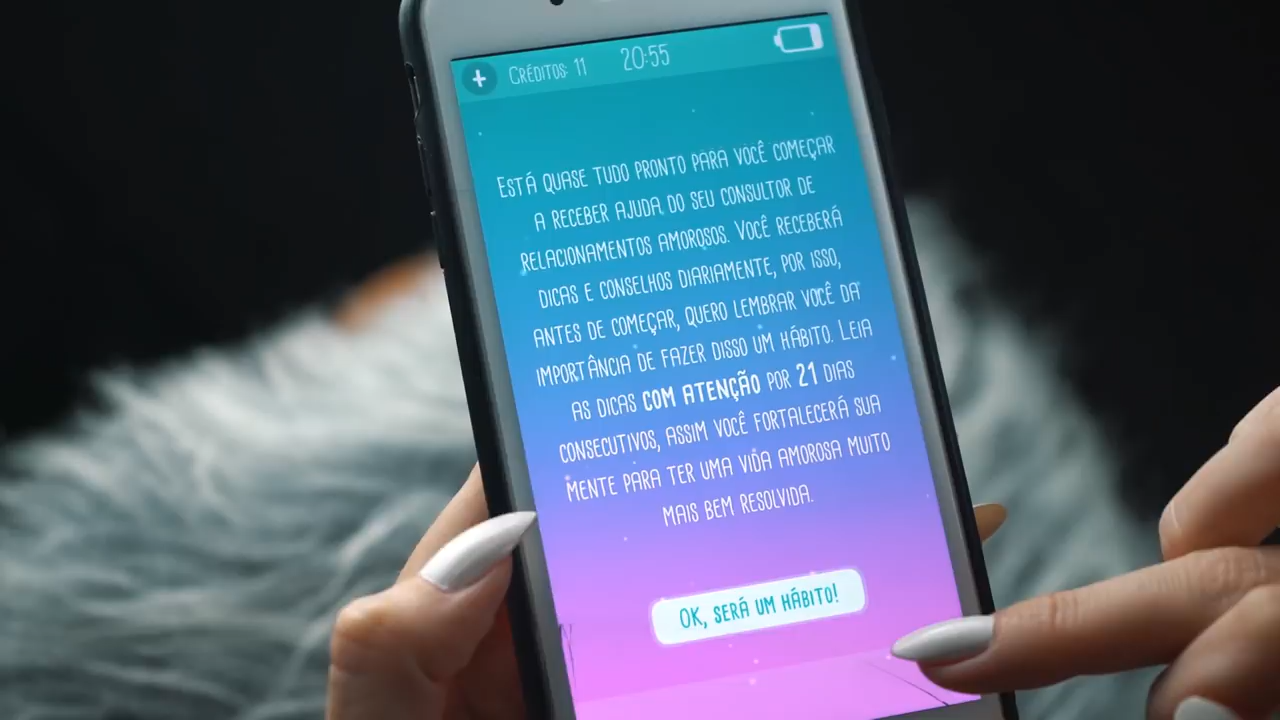 + Créditos: 11 20:55
Está quase tudo pronto para você começar
a receber ajuda do seu consultor de
relacionamentos amorosos. Você receberá
dicas e conselhos diariamente, por isso,
antes de começar, quero lembrar você da
importância de fazer disso um hábito. Leia
as dicas com atenção por 21 dias
consecutivos, assim você fortalecerá sua
mente para ter uma vida amorosa muito
mais bem resolvida.
OK, será um hábito!